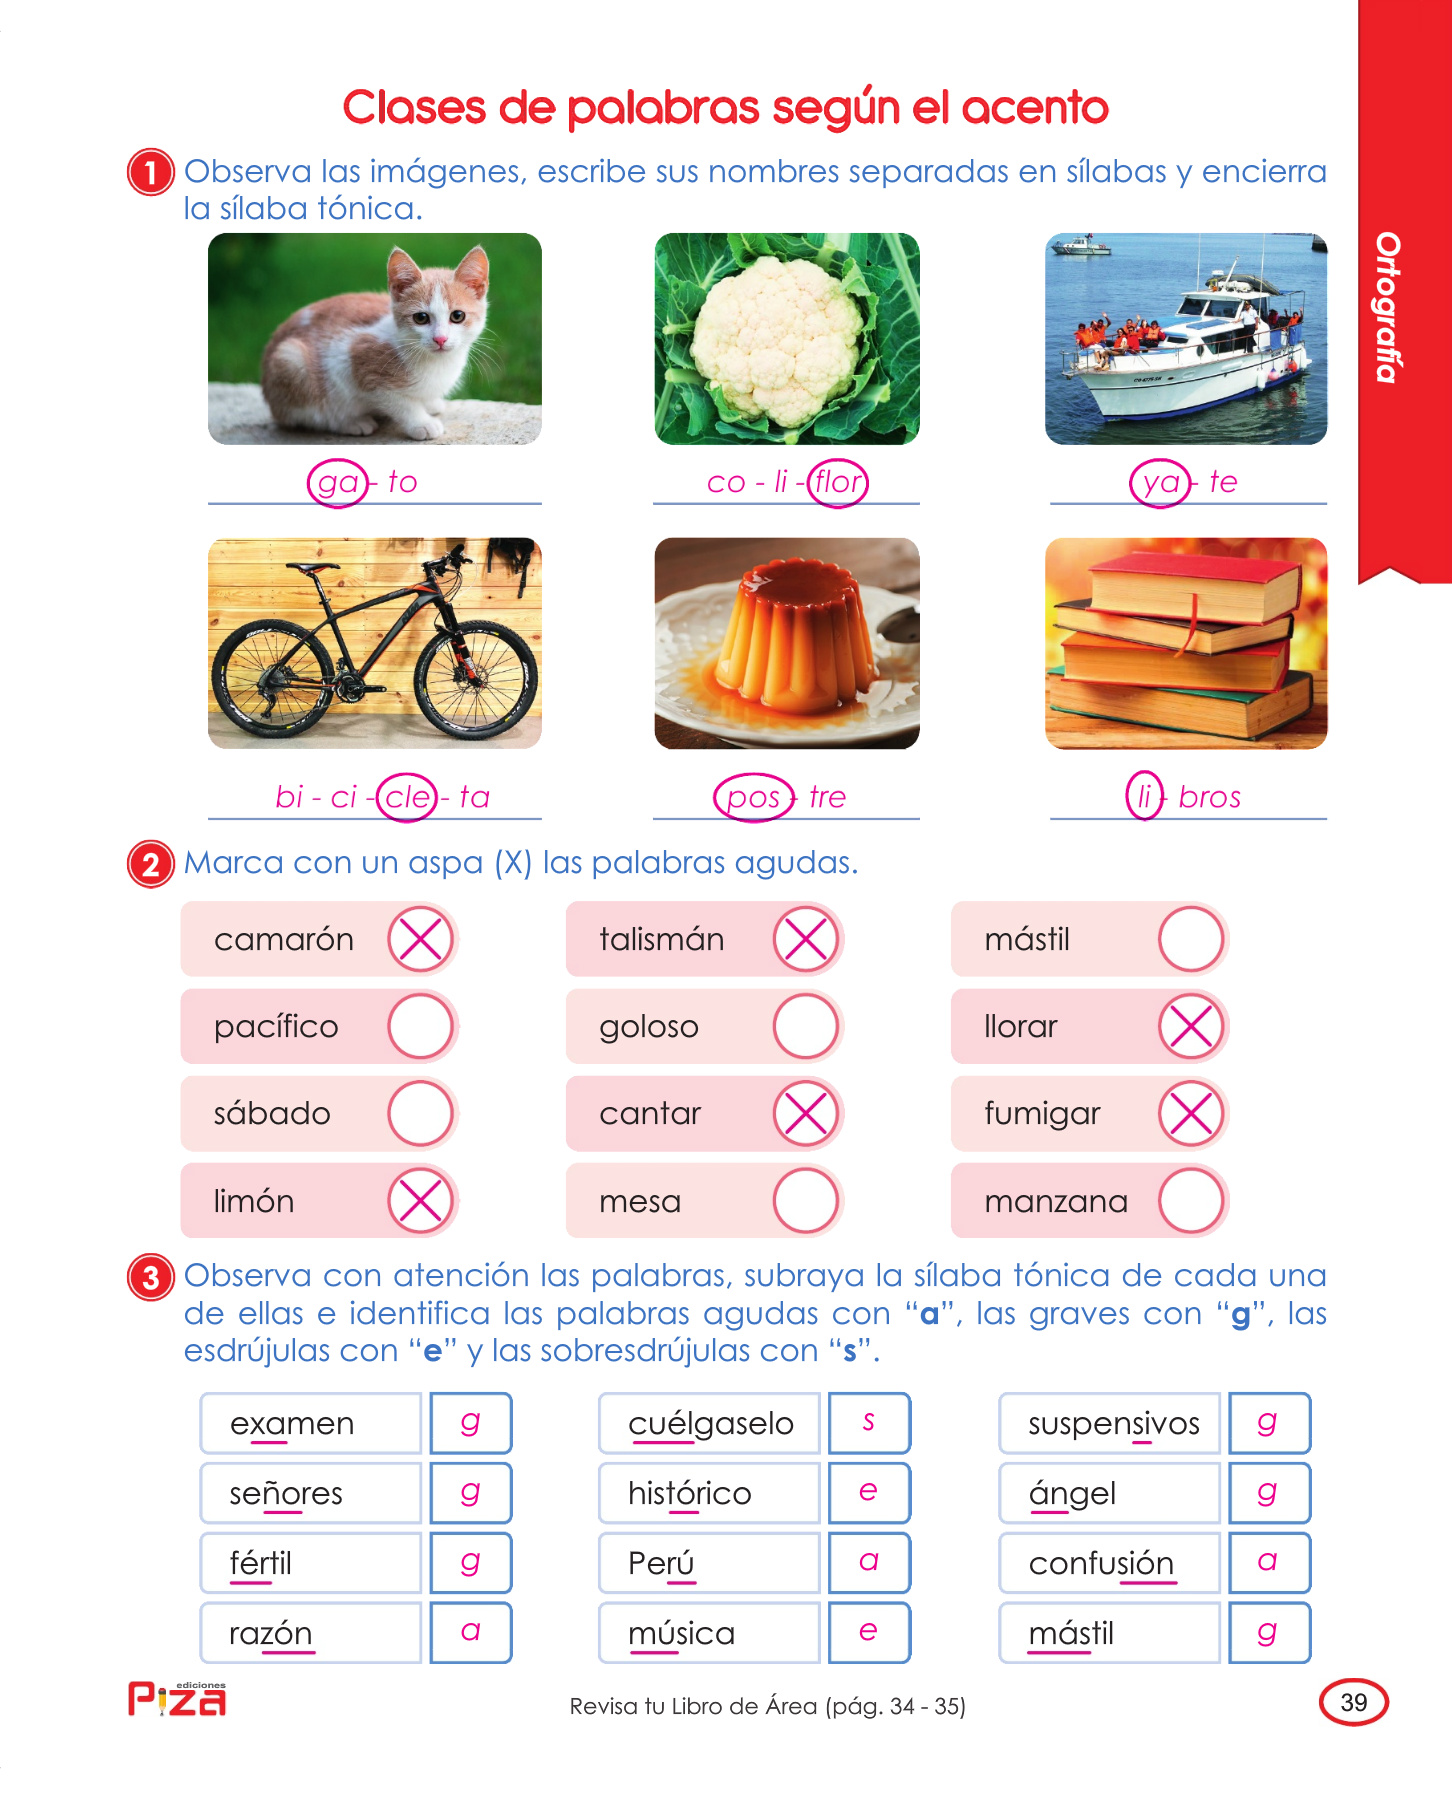 Clases de palabras según el acento
Ortografía
1 Observa las imágenes, escribe sus nombres separadas en sílabas y encierra
la sílaba tónica.
ga - to
co - li - flor
ya - te
bi - ci - cle - ta
pos - tre
li - bros
2 Marca con un aspa (X) las palabras agudas.
camarón X
talismán X
mástil
pacífico
goloso
llorar X
sábado
cantar X
fumigar X
limón X
mesa
manzana
3 Observa con atención las palabras, subraya la sílaba tónica de cada una
de ellas e identifica las palabras agudas con “a”, las graves con “g”, las
esdrújulas con “e” y las sobresdrújulas con “s”.
examen g
cuélgaselo s
suspensivos g
señores g
histórico e
ángel g
fértil g
Perú a
confusión a
razón a
música e
mástil g
ediciones
Piza
Revisa tu Libro de Área (pág. 34 - 35)
39